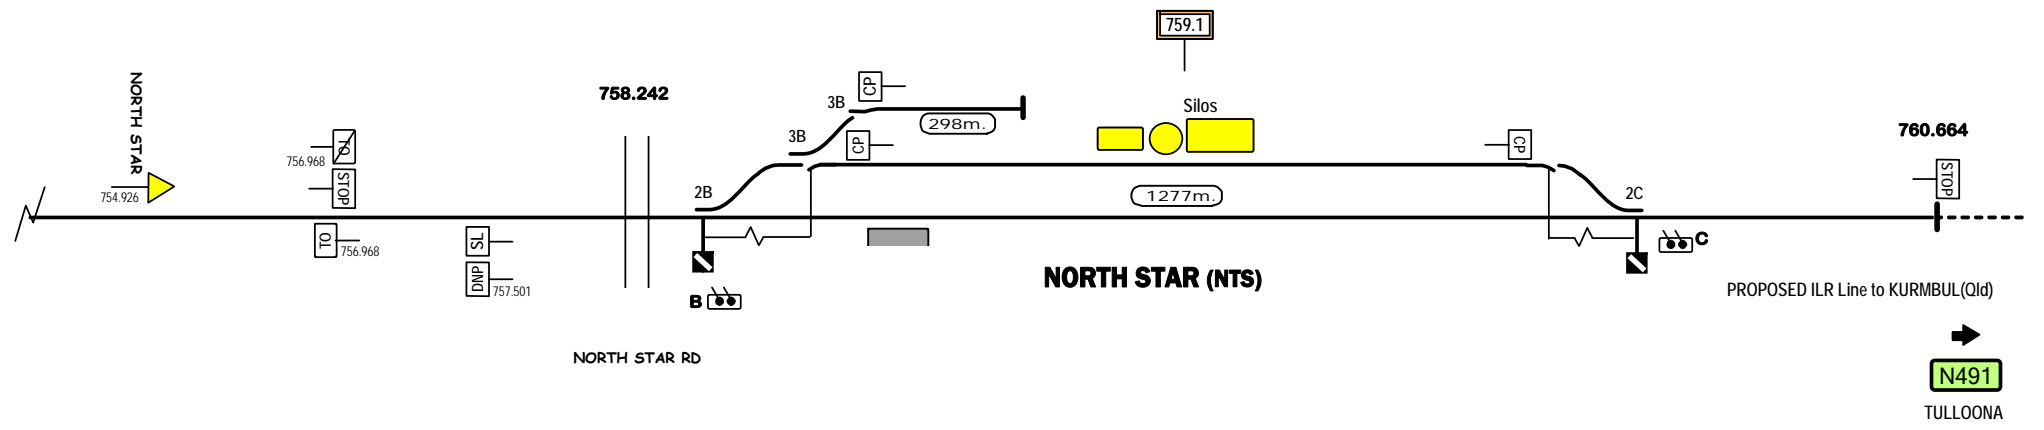 759.1
NORTH STAR
758.242
3B
CP
Silos
3B
298m.
760.664
TO
756.968
CP
CP
STOP
754.926
STOP
2B
1277m.
2C
TO
756.968
SL
C
DNP
757.501
B
NORTH STAR (NTS)
PROPOSED ILR Line to KURMBUL(Qld)
NORTH STAR RD
N491
TULLOONA